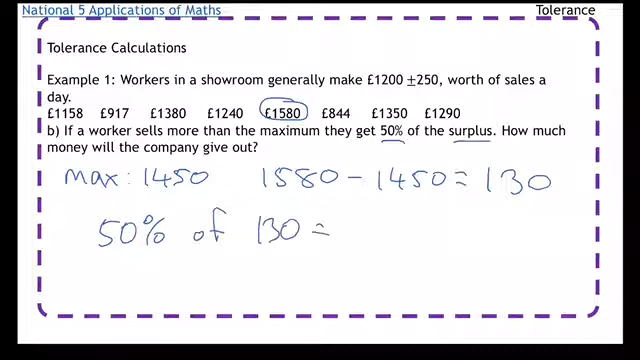 National 5 Applications of Maths Tolerance
Tolerance Calculations
Example 1: Workers in a showroom generally make £1200 ±250, worth of sales a
day.
£1158 £917 £1380 £1240 £1580 £844 £1350 £1290
b) If a worker sells more than the maximum they get 50% of the surplus. How much
money will the company give out?
max: 1450 1580 - 1450 = 130
50% of 130 =